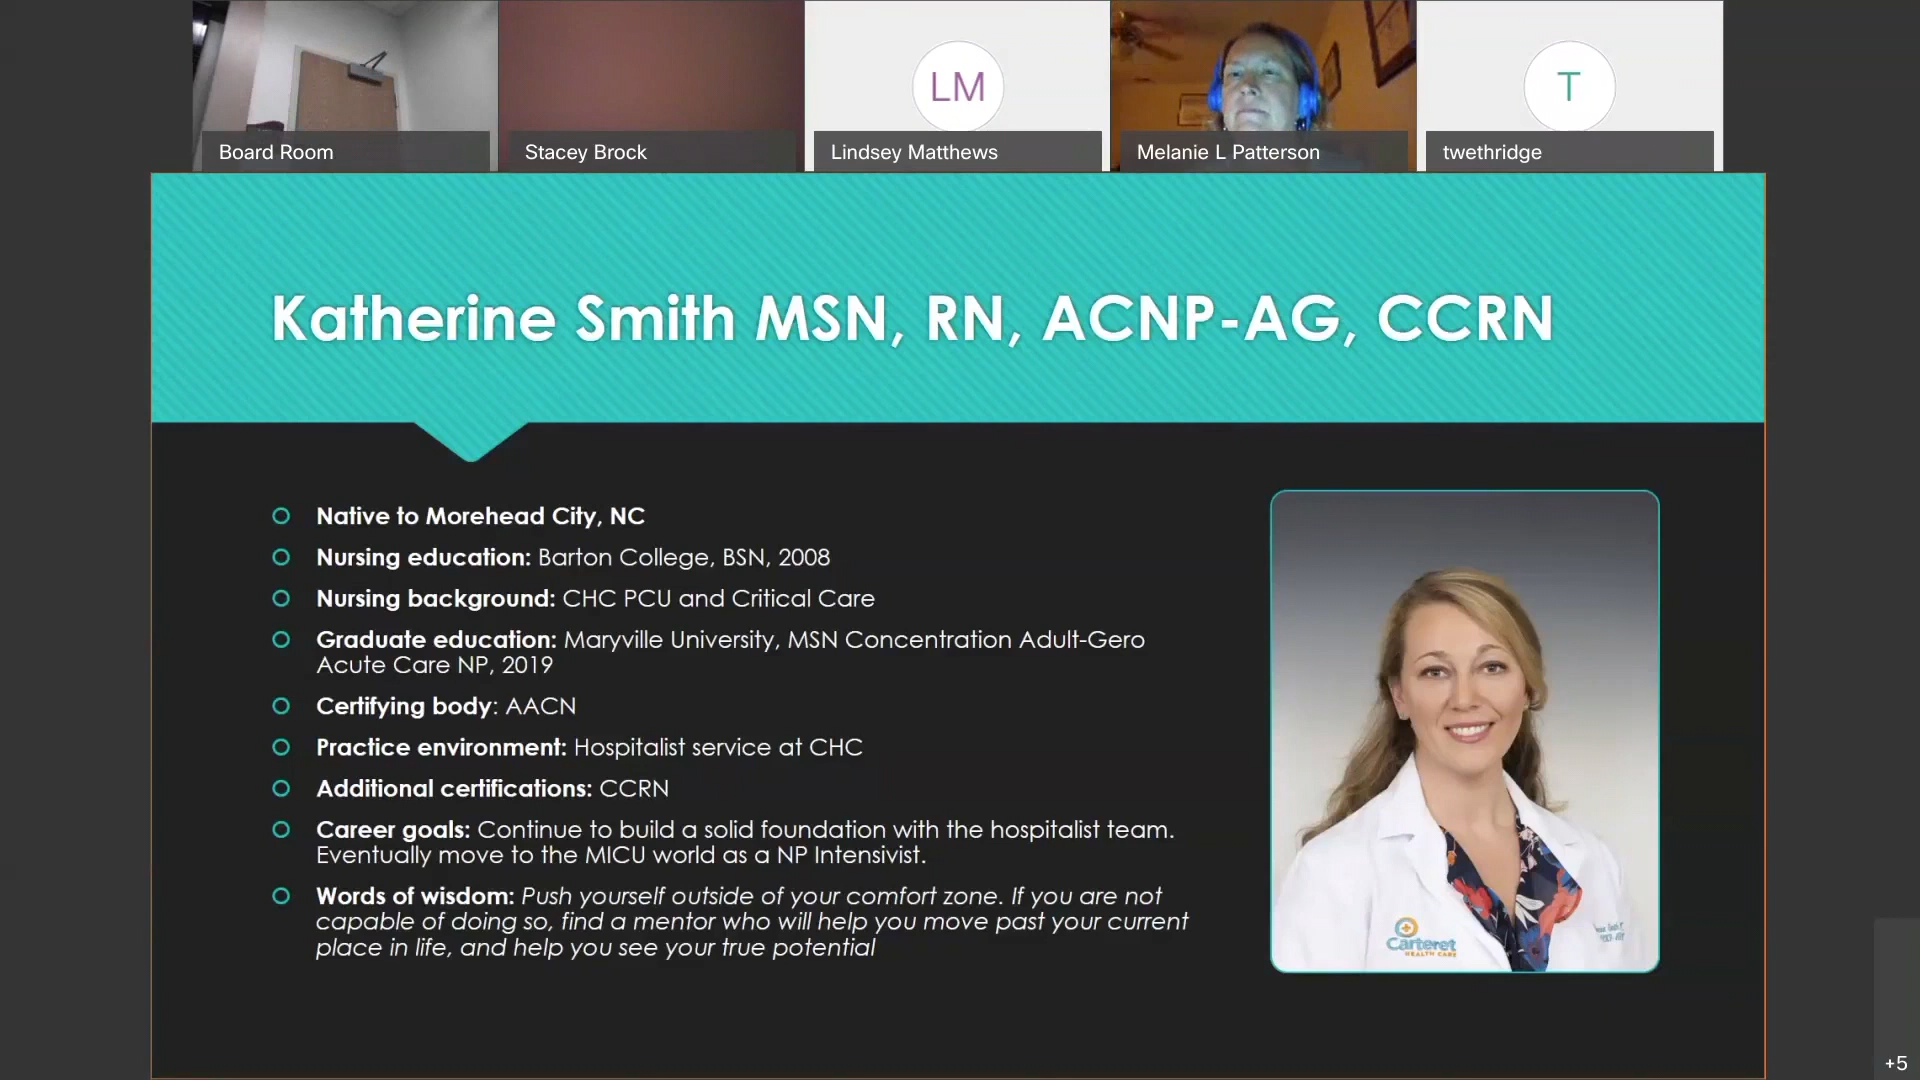 Board Room
Stacey Brock
LM
Lindsey Matthews
Melanie L Patterson
T
twethridge
Katherine Smith MSN, RN, ACNP-AG, CCRN
Native to Morehead City, NC
Nursing education: Barton College, BSN, 2008
Nursing background: CHC PCU and Critical Care
Graduate education: Maryville University, MSN Concentration Adult-Gero
Acute Care NP, 2019
Certifying body: AACN
Practice environment: Hospitalist service at CHC
Additional certifications: CCRN
Career goals: Continue to build a solid foundation with the hospitalist team.
Eventually move to the MICU world as a NP Intensivist.
Words of wisdom: Push yourself outside of your comfort zone. If you are not
capable of doing so, find a mentor who will help you move past your current
place in life, and help you see your true potential
Carteret
HEALTH CARE
+5